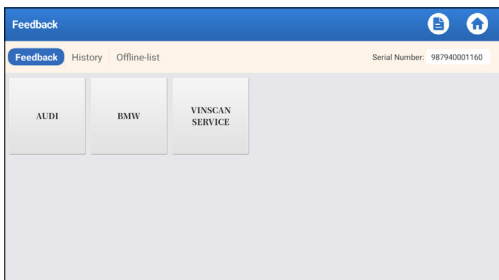 Feedback
Feedback History Offline-list Serial Number: 987940001160
AUDI BMW VINSCAN
SERVICE